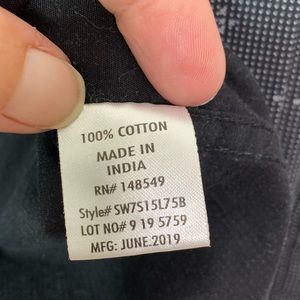 100% COTTON
MADE IN
INDIA
RN# 148549
Style# SW7S15L75B
LOT NO# 9 19 5759
MFG: JUNE.2019